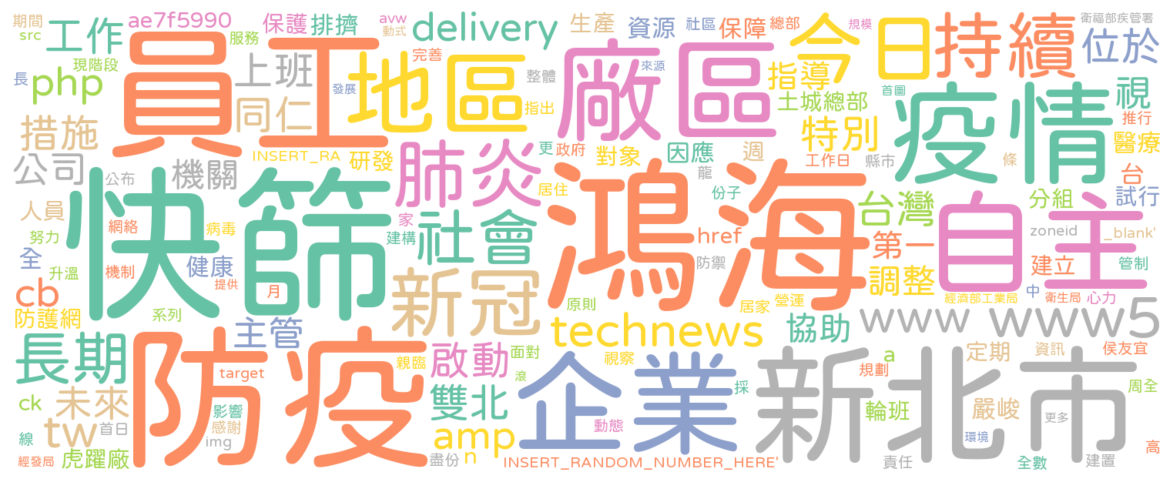 期間
src
工作
ae7f5990
服務
保護
排擠
avw
動式
delivery
完善
生產
資源
社區
保障
總部
今日
規模
持續
衛福部疾管署
位於
現階段
長
php
上班
員工
地區
發展
整體
來源
廠區
指導
土城總部
首圖
疫情
視
推行
指出
措施
同仁
INSERT_RA
研發
肺炎
更
政府
對象
因應
週
特別
工作日
縣市
條
醫療
台
公司
公布
機關
居住
龍
份子
試行
分組
人員
網絡
病毒
快篩
家
建構
社會
鴻海
href
台灣
自主
zoneid
_blank'
努力
全
升溫
機制
健康
提供
月
防禦
第一
建立
管制
中
衛生局
心力
cb
防護網
系列
新冠
原則
居家
營運
調整
經濟部工業局
主管
technews
協助
www
www5
長期
防疫
親臨
啟動
面對
視察
企業
a
規劃
新北市
定期
資訊
侯友宜
target
滾
採
周全
ck
未來
影響
感謝
雙北
輪班
嚴峻
更多
tw
首日
img
amp
動態
環境
線
經發局
虎躍廠
盡份
n
INSERT_RANDOM_NUMBER_HERE'
責任
全數
建置
高